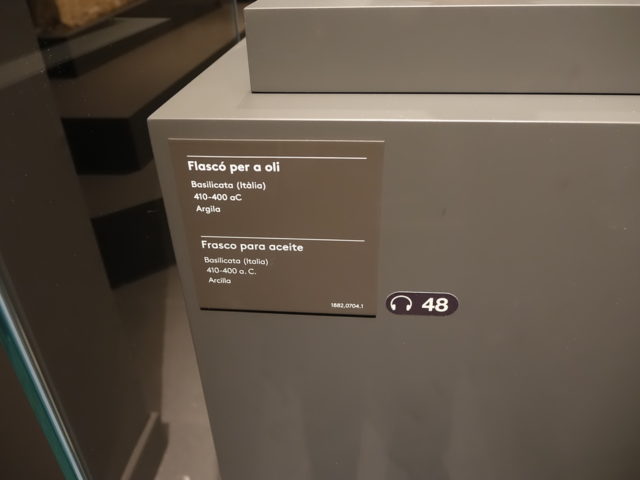 Flascó per a oli
Basilicata (Itàlia)
410-400 aC
Argila
Frasco para aceite
Basilicata (Italia)
410-400 a. C.
Arcilla
1882,0704.1
48